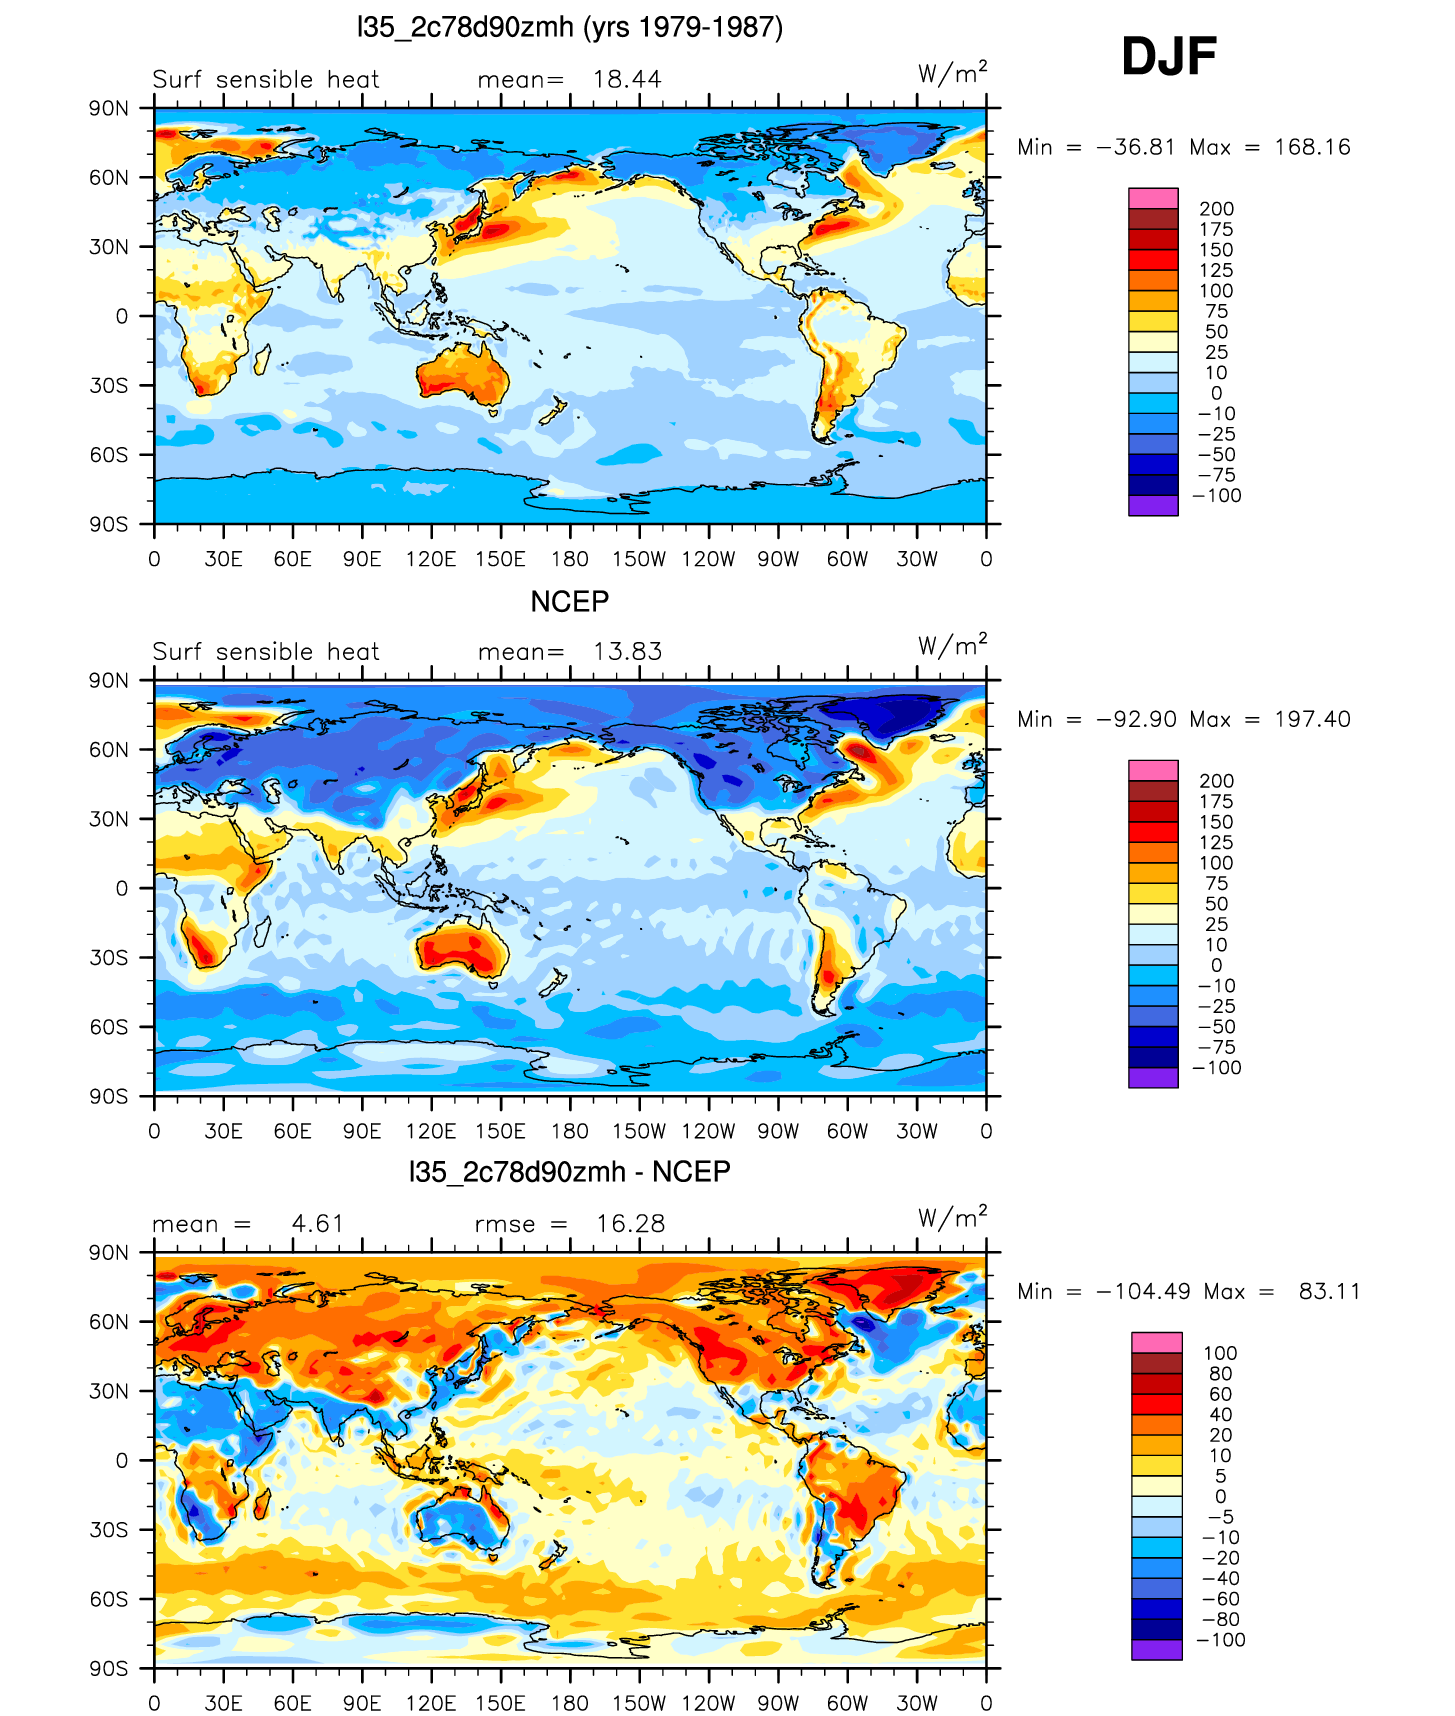 l35_2c78d90zmh (yrs 1979-1987)
DJF
Surf sensible heat mean= 18.44 W/m²
Min = −36.81 Max = 168.16
90N
60N
30N
0
30S
60S
90S
0 30E 60E 90E 120E 150E 180 150W 120W 90W 60W 30W 0
200
175
150
125
100
75
50
25
10
0
−10
−25
−50
−75
−100
NCEP
Surf sensible heat mean= 13.83 W/m²
Min = −92.90 Max = 197.40
90N
60N
30N
0
30S
60S
90S
0 30E 60E 90E 120E 150E 180 150W 120W 90W 60W 30W 0
200
175
150
125
100
75
50
25
10
0
−10
−25
−50
−75
−100
l35_2c78d90zmh - NCEP
mean = 4.61 rmse = 16.28 W/m²
Min = −104.49 Max = 83.11
90N
60N
30N
0
30S
60S
90S
0 30E 60E 90E 120E 150E 180 150W 120W 90W 60W 30W 0
100
80
60
40
20
10
5
0
−5
−10
−20
−40
−60
−80
−100